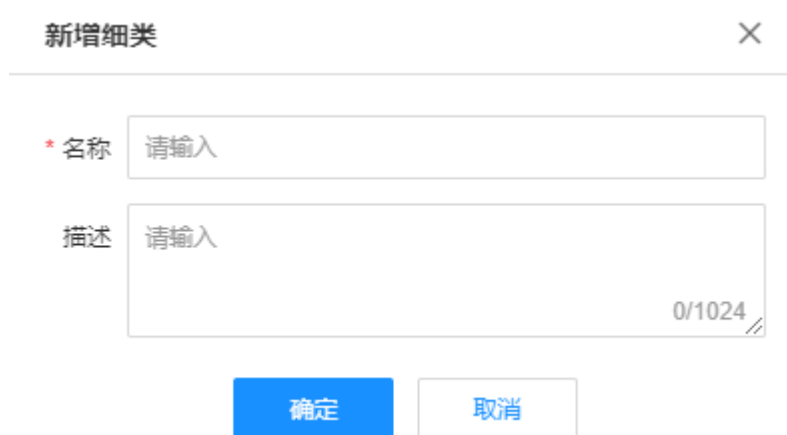 新增细类
* 名称 请输入
描述 请输入
0/1024
确定 取消